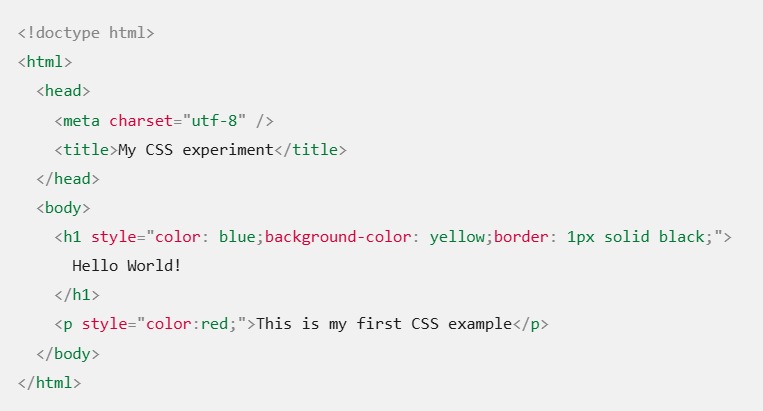 <!doctype html>
<html>
  <head>
    <meta charset="utf-8" />
    <title>My CSS experiment</title>
  </head>
  <body>
    <h1 style="color: blue;background-color: yellow;border: 1px solid black;">
      Hello World!
    </h1>
    <p style="color:red;">This is my first CSS example</p>
  </body>
</html>